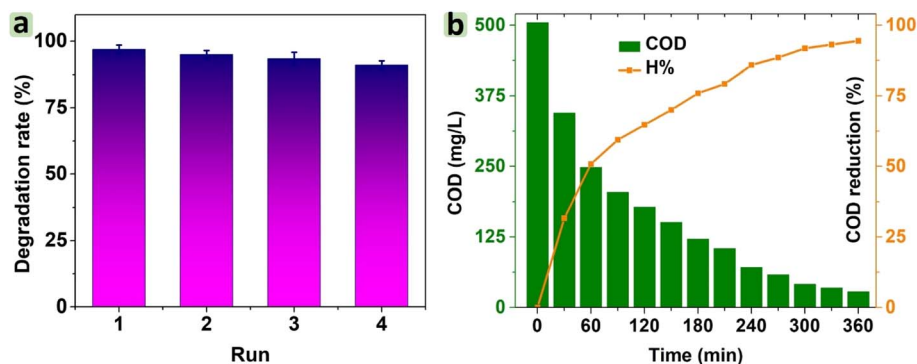 a
Degradation rate (%)
100
75
50
25
0
1 2 3 4
Run
b
COD (mg/L)
500
375
250
125
0
COD
H%
COD reduction (%)
100
75
50
25
0
0 60 120 180 240 300 360
Time (min)